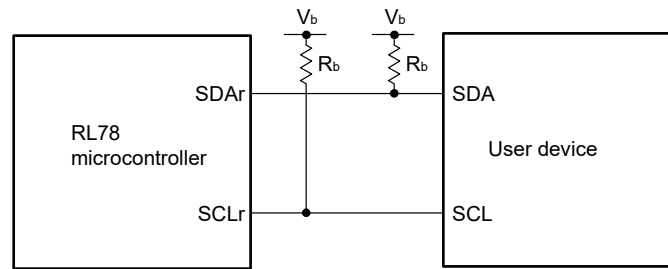 Vb Vb
Rb Rb
SDAr SDA
RL78
microcontroller
User device
SCLr SCL